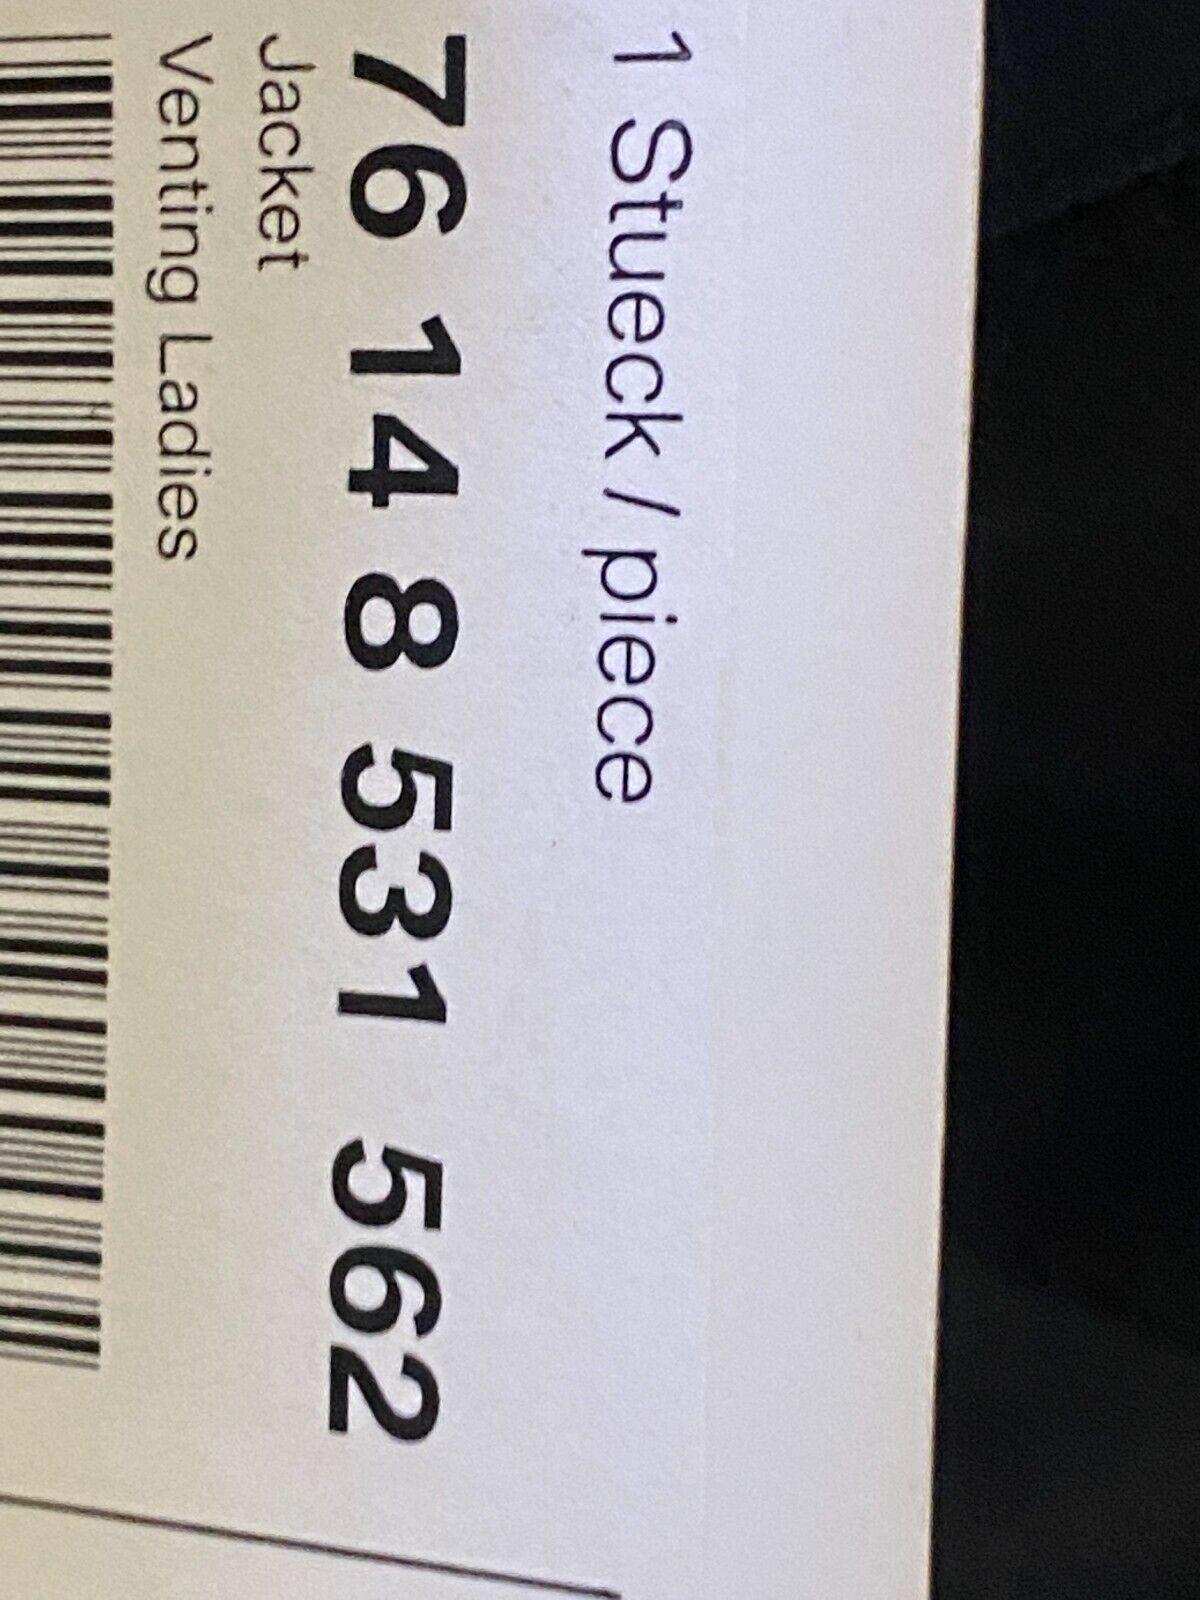 1 Stueck / piece
76 14 8 531 562
Jacket
Venting Ladies